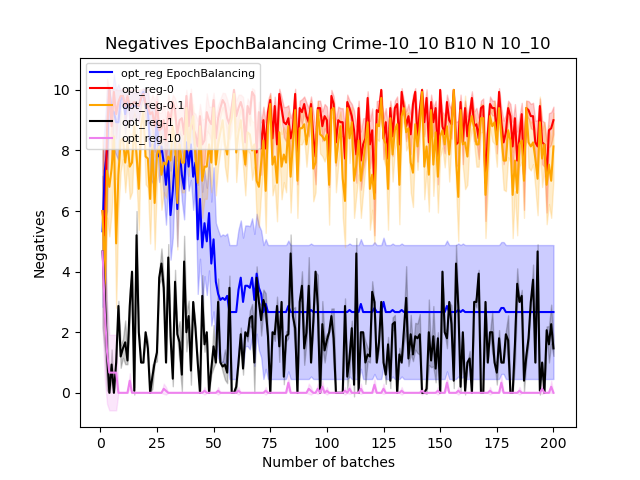 Negatives EpochBalancing Crime-10_10 B10 N 10_10
opt_reg EpochBalancing
opt_reg-0
opt_reg-0.1
opt_reg-1
opt_reg-10
Negatives
10
8
6
4
2
0
0 25 50 75 100 125 150 175 200
Number of batches